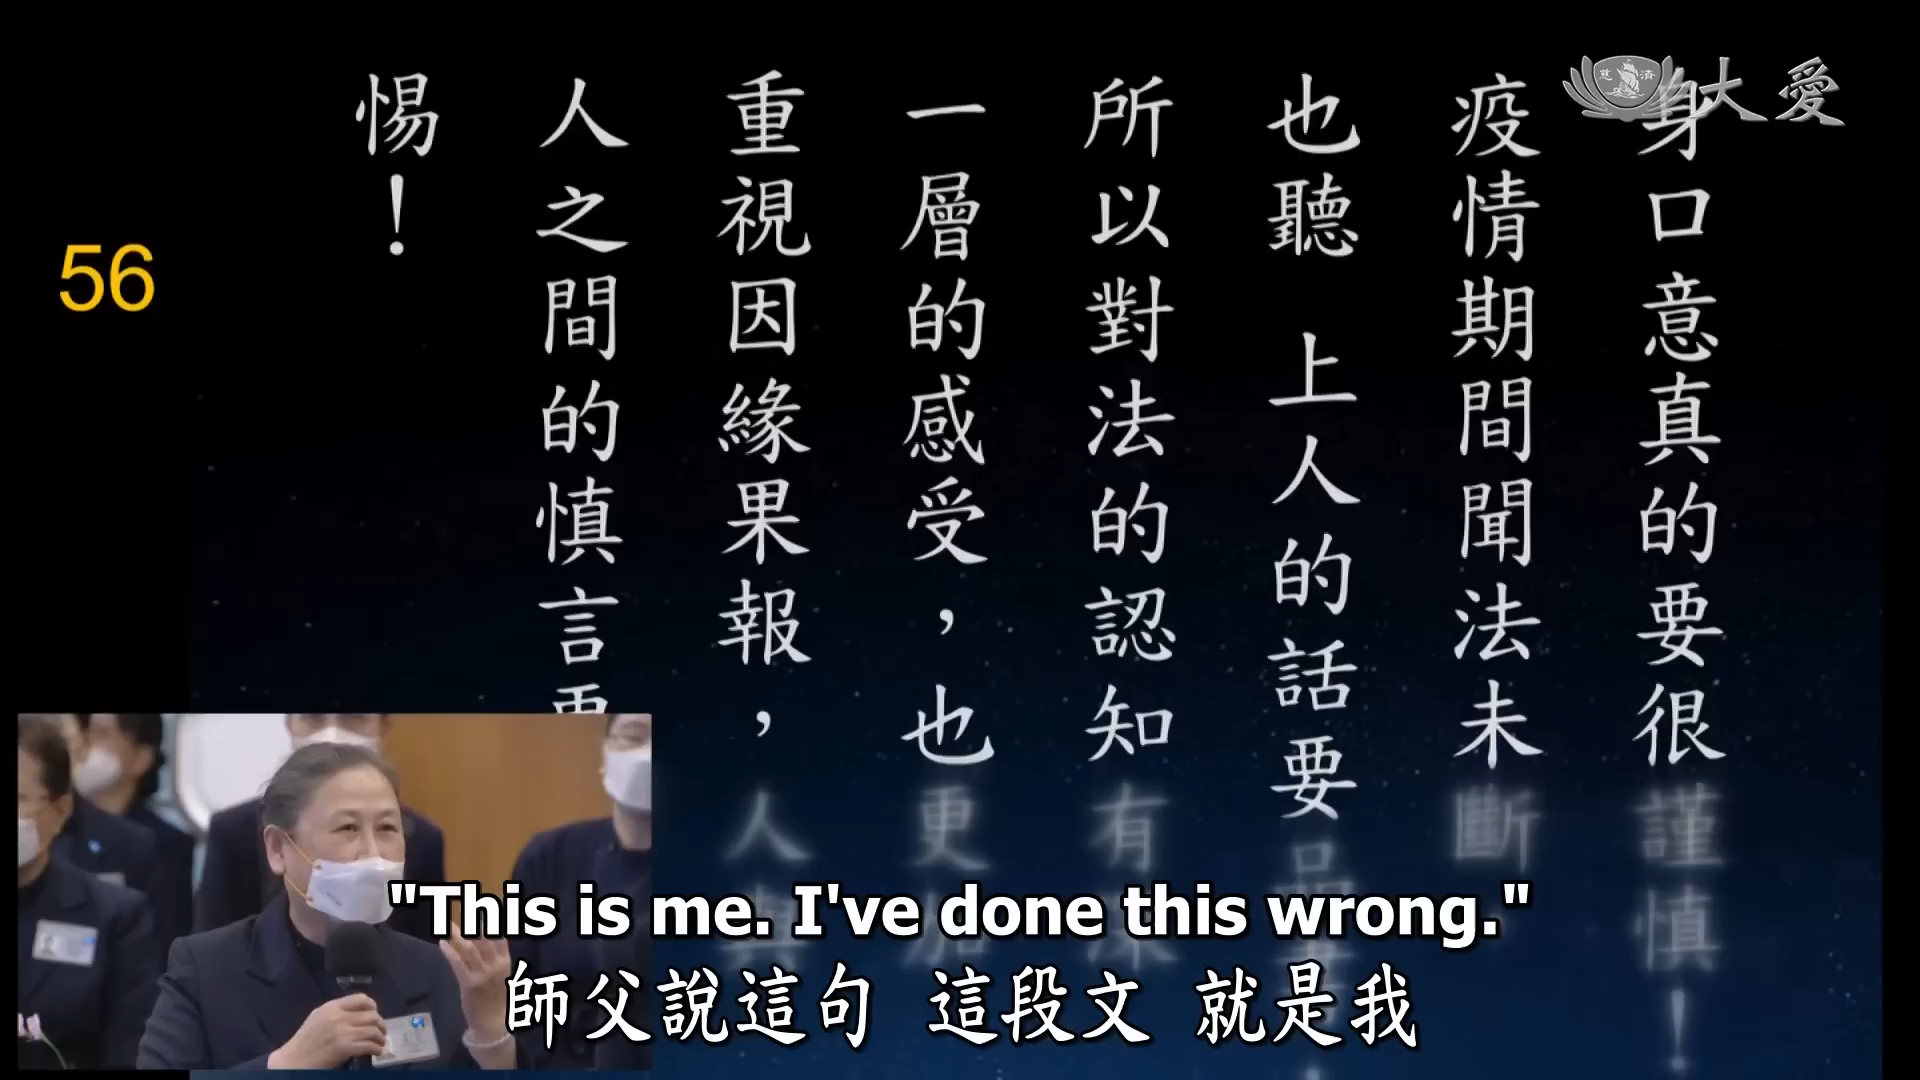 慈濟 大愛
身口意真的要很謹慎！
疫情期間聞法未斷
也聽 上人的話要
所以對法的認知有
一層的感受，也更加
重視因緣果報，人
人之間的慎言
惕！
56
"This is me. I've done this wrong."
師父說這句 這段文 就是我